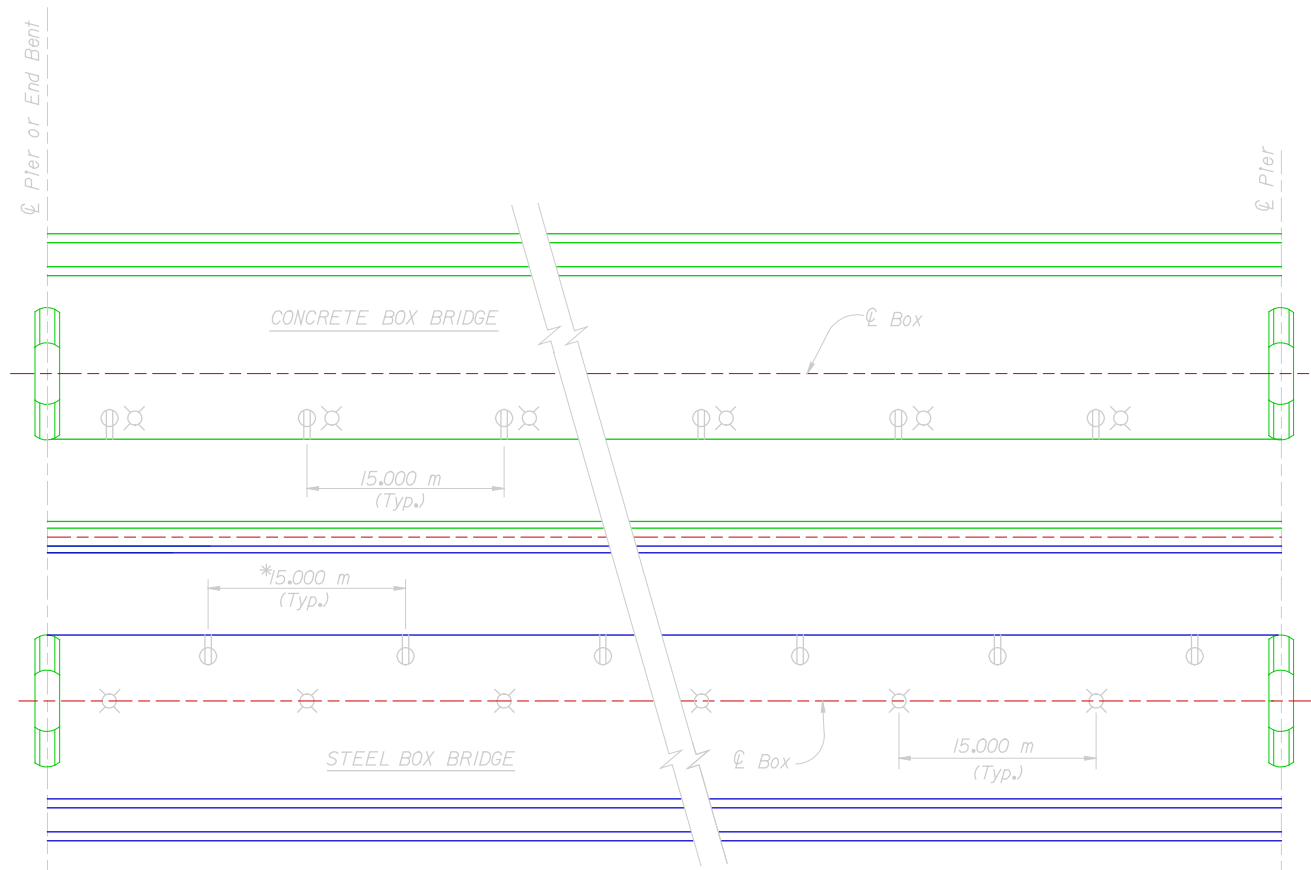 ℄ Pier or End Bent
℄ Pier
CONCRETE BOX BRIDGE
℄ Box
15.000 m
(Typ.)
*15.000 m
(Typ.)
STEEL BOX BRIDGE
℄ Box
15.000 m
(Typ.)